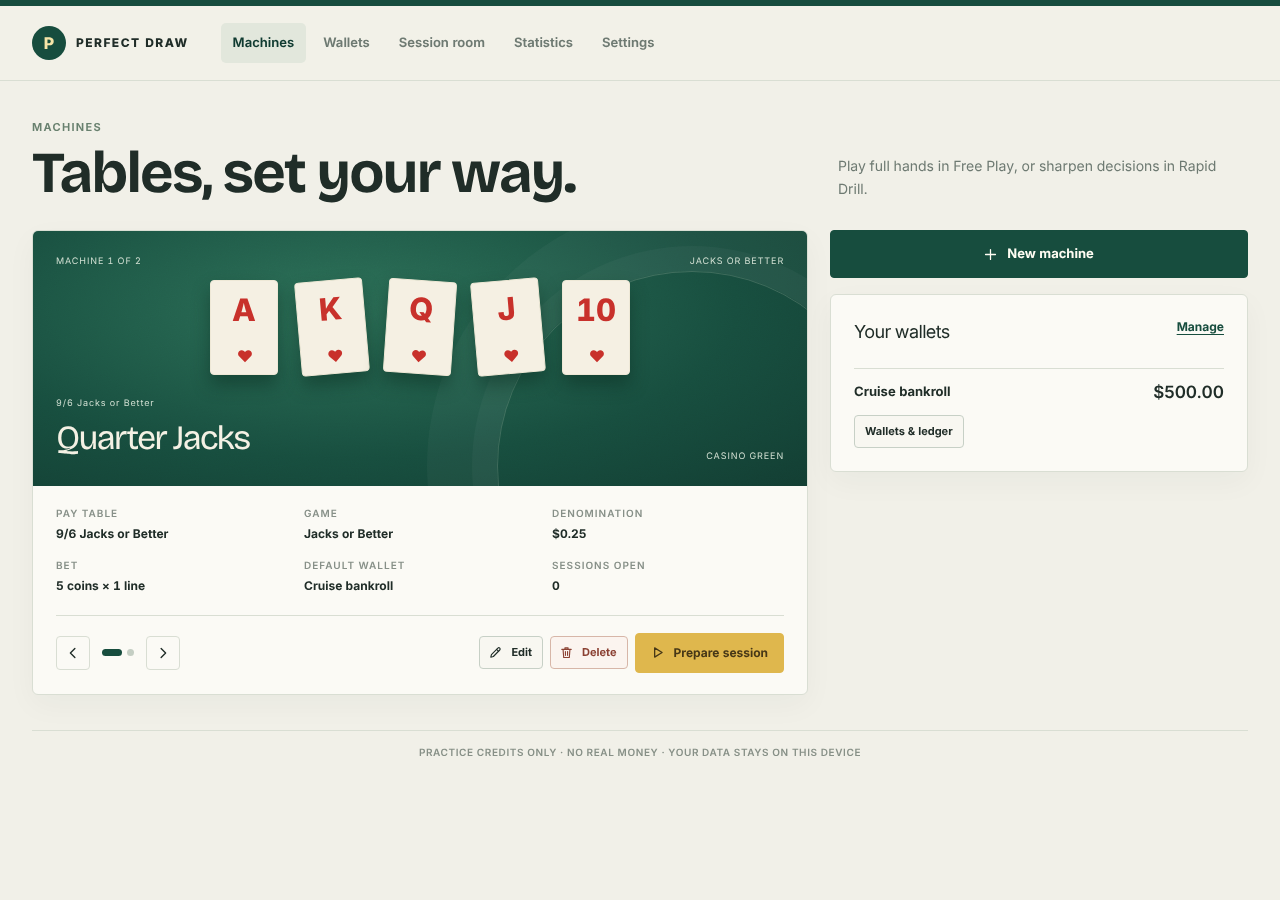 P PERFECT DRAW Machines Wallets Session room Statistics Settings
MACHINES
Tables, set your way.
Play full hands in Free Play, or sharpen decisions in Rapid
Drill.
MACHINE 1 OF 2
JACKS OR BETTER
A K Q J 10
9/6 Jacks or Better
Quarter Jacks
CASINO GREEN
PAY TABLE
9/6 Jacks or Better
GAME
Jacks or Better
DENOMINATION
$0.25
BET
5 coins × 1 line
DEFAULT WALLET
Cruise bankroll
SESSIONS OPEN
0
Edit
Delete
Prepare session
New machine
Your wallets
Manage
Cruise bankroll
$500.00
Wallets & ledger
PRACTICE CREDITS ONLY · NO REAL MONEY · YOUR DATA STAYS ON THIS DEVICE